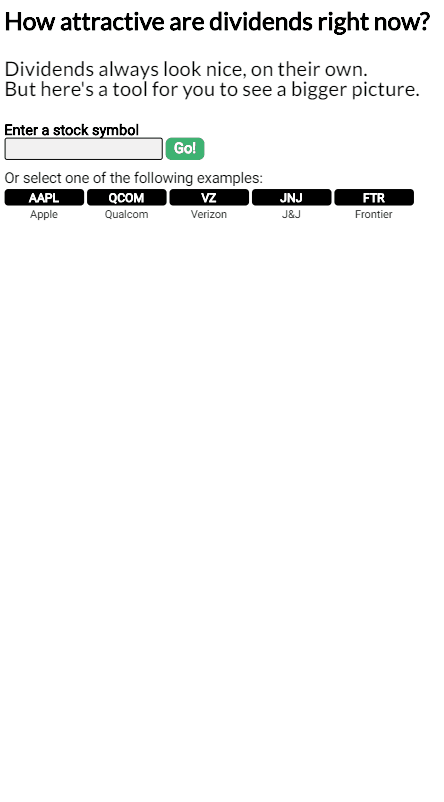 How attractive are dividends right now?
Dividends always look nice, on their own.
But here's a tool for you to see a bigger picture.
Enter a stock symbol
Go!
Or select one of the following examples:
AAPL QCOM VZ JNJ FTR
Apple Qualcom Verizon J&J Frontier